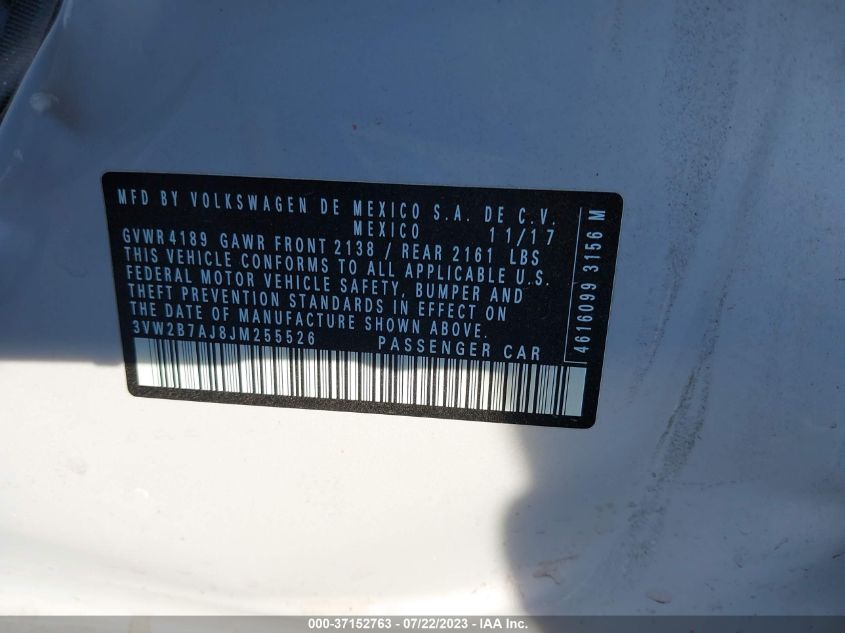 MFD BY VOLKSWAGEN DE MEXICO S.A. DE C.V.
MEXICO 11/17
GVWR 4189 GAWR FRONT 2138 / REAR 2161 LBS
THIS VEHICLE CONFORMS TO ALL APPLICABLE U.S.
FEDERAL MOTOR VEHICLE SAFETY, BUMPER AND
THEFT PREVENTION STANDARDS IN EFFECT ON
THE DATE OF MANUFACTURE SHOWN ABOVE.
3VW2B7AJ8JM255526 PASSENGER CAR
4616099 3156 M
000-37152763 - 07/22/2023 - IAA Inc.